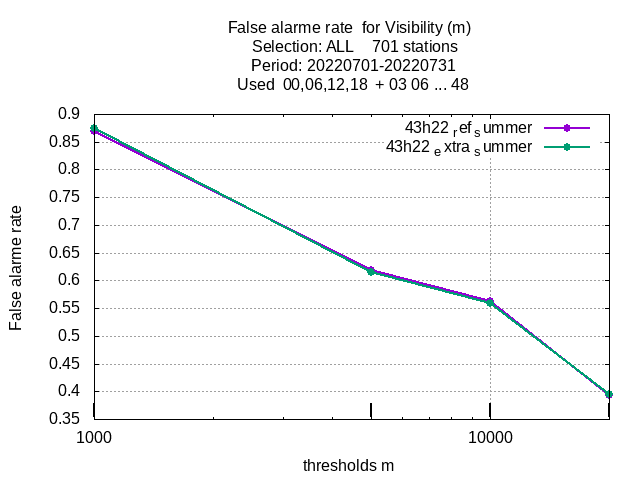 False alarme rate for Visibility (m)
Selection: ALL 701 stations
Period: 20220701-20220731
Used 00,06,12,18 + 03 06 ... 48
43h22 ref summer
43h22 extra summer
0.9
0.85
0.8
0.75
0.7
0.65
0.6
0.55
0.5
0.45
0.4
0.35
False alarme rate
1000
10000
thresholds m